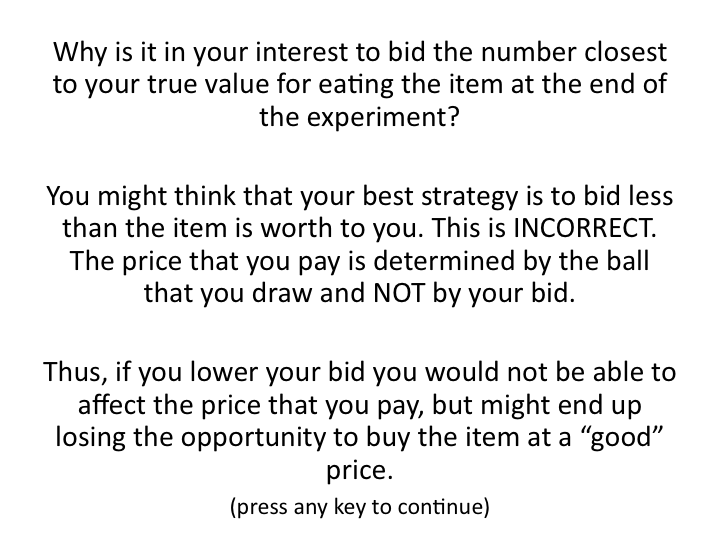 Why is it in your interest to bid the number closest
to your true value for eating the item at the end of
the experiment?
You might think that your best strategy is to bid less
than the item is worth to you. This is INCORRECT.
The price that you pay is determined by the ball
that you draw and NOT by your bid.
Thus, if you lower your bid you would not be able to
affect the price that you pay, but might end up
losing the opportunity to buy the item at a “good”
price.
(press any key to continue)